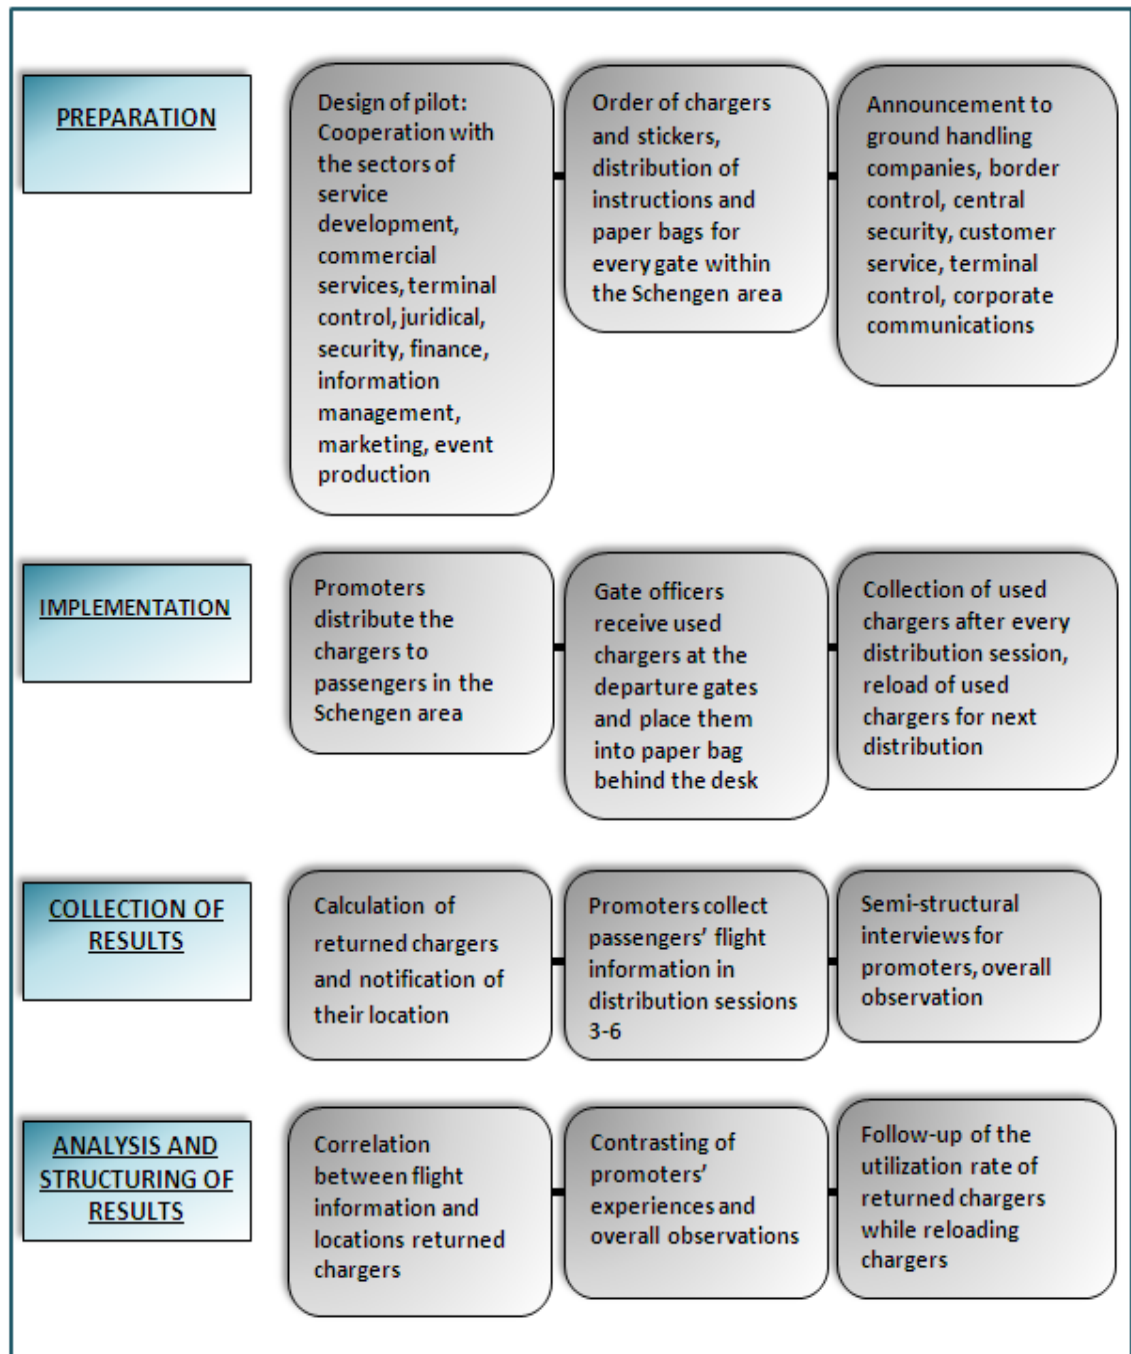 PREPARATION
Design of pilot:
Cooperation with
the sectors of
service
development,
commercial
services, terminal
control, juridical,
security, finance,
information
management,
marketing, event
production
Order of chargers
and stickers,
distribution of
instructions and
paper bags for
every gate within
the Schengen area
Announcement to
ground handling
companies, border
control, central
security, customer
service, terminal
control, corporate
communications
IMPLEMENTATION
Promoters
distribute the
chargers to
passengers in the
Schengen area
Gate officers
receive used
chargers at the
departure gates
and place them
into paper bag
behind the desk
Collection of used
chargers after every
distribution session,
reload of used
chargers for next
distribution
COLLECTION OF
RESULTS
Calculation of
returned chargers
and notification of
their location
Promoters collect
passengers’ flight
information in
distribution sessions
3-6
Semi-structural
interviews for
promoters, overall
observation
ANALYSIS AND
STRUCTURING OF
RESULTS
Correlation
between flight
information and
locations returned
chargers
Contrasting of
promoters’
experiences and
overall observations
Follow-up of the
utilization rate of
returned chargers
while reloading
chargers